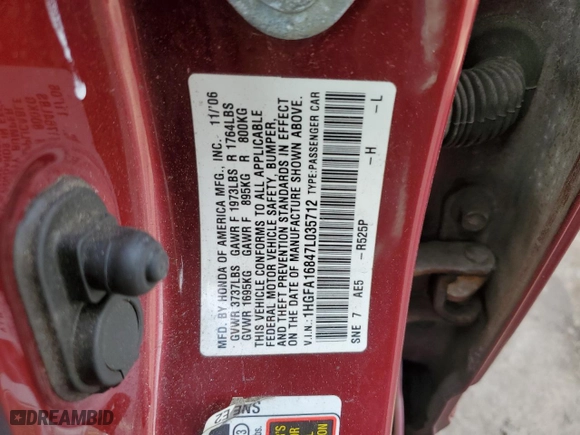 MFD. BY HONDA OF AMERICA MFG., INC. 11/06
GVWR 3737LBS GAWR F 1973LBS R 1764LBS
GVWR 1695KG GAWR F 895KG R 800KG
THIS VEHICLE CONFORMS TO ALL APPLICABLE
FEDERAL MOTOR VEHICLE SAFETY, BUMPER,
AND THEFT PREVENTION STANDARDS IN EFFECT
ON THE DATE OF MANUFACTURE SHOWN ABOVE.
V.I.N.: 1HGFA16847L035712 TYPE:PASSENGER CAR
SNE 7 AE5 -R525P -H -L
SNE
DREAMBID